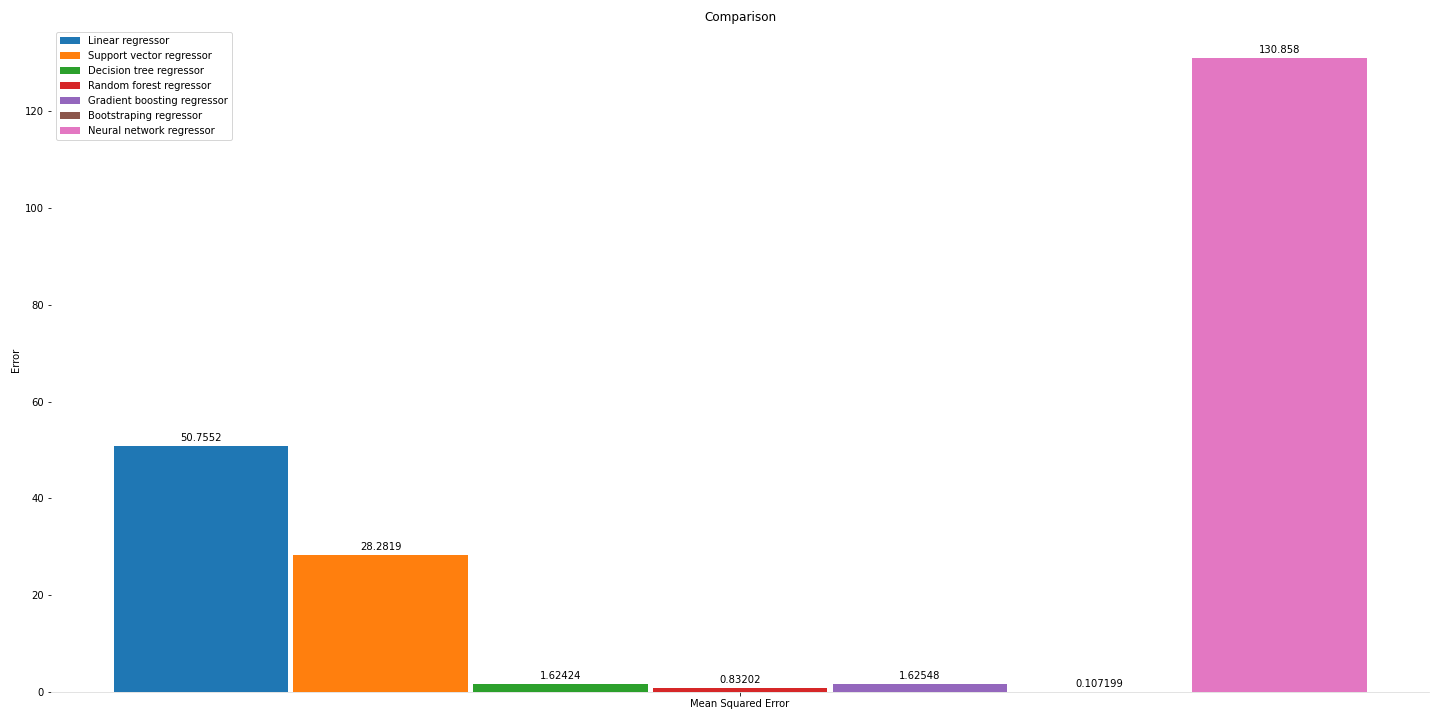 Comparison
Linear regressor
Support vector regressor
Decision tree regressor
Random forest regressor
Gradient boosting regressor
Bootstraping regressor
Neural network regressor
130.858
120
100
80
Error
60
50.7552
40
28.2819
20
1.62424
0.83202
1.62548
0.107199
0
Mean Squared Error